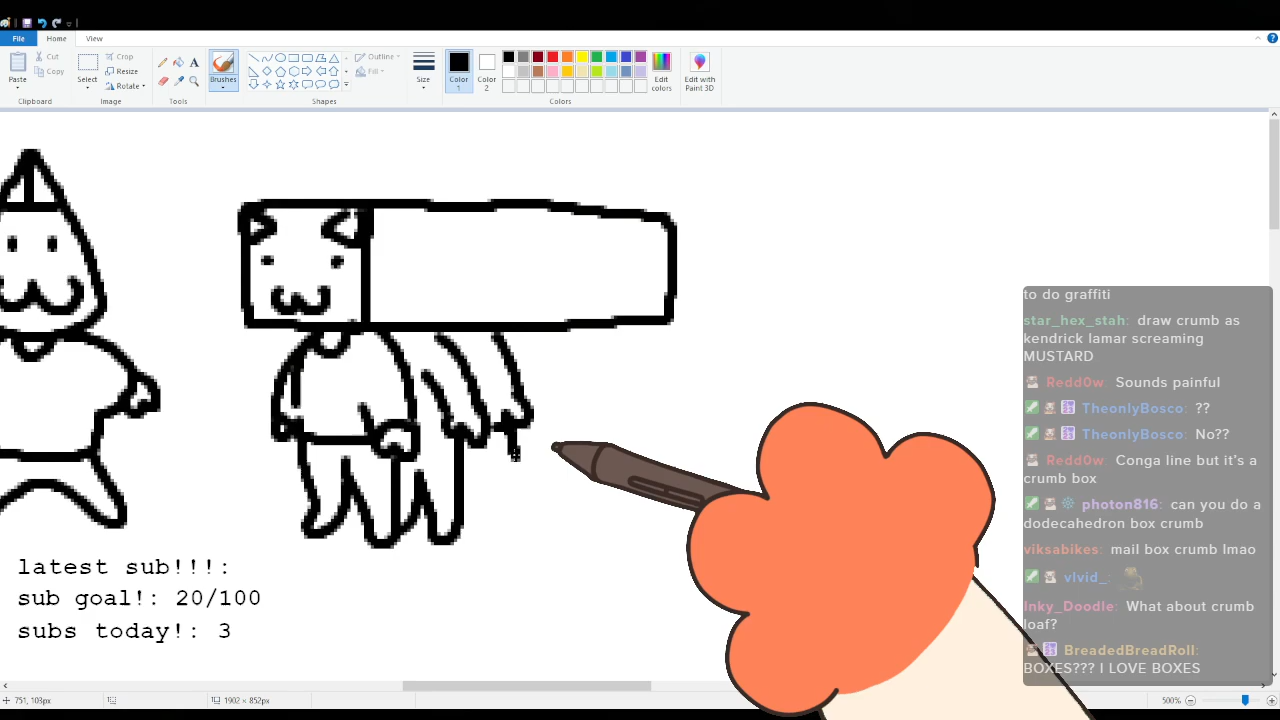 File
Home
View
Paste
Cut
Copy
Clipboard
Select
Crop
Resize
Rotate
Image
Tools
Brushes
Shapes
Outline
Fill
Size
Color 1
Color 2
Edit colors
Edit with Paint 3D
Colors
to do graffiti
star_hex_stah: draw crumb as
kendrick lamar screaming
MUSTARD
Redd0w: Sounds painful
TheonlyBosco: ??
TheonlyBosco: No??
Redd0w: Conga line but it's a
crumb box
photon816: can you do a
dodecahedron box crumb
viksabikes: mail box crumb lmao
vlvid_:
Inky_Doodle: What about crumb
loaf?
BreadedBreadRoll:
BOXES??? I LOVE BOXES
latest sub!!!:
sub goal!: 20/100
subs today!: 3
751, 103px
1902 × 852px
500%